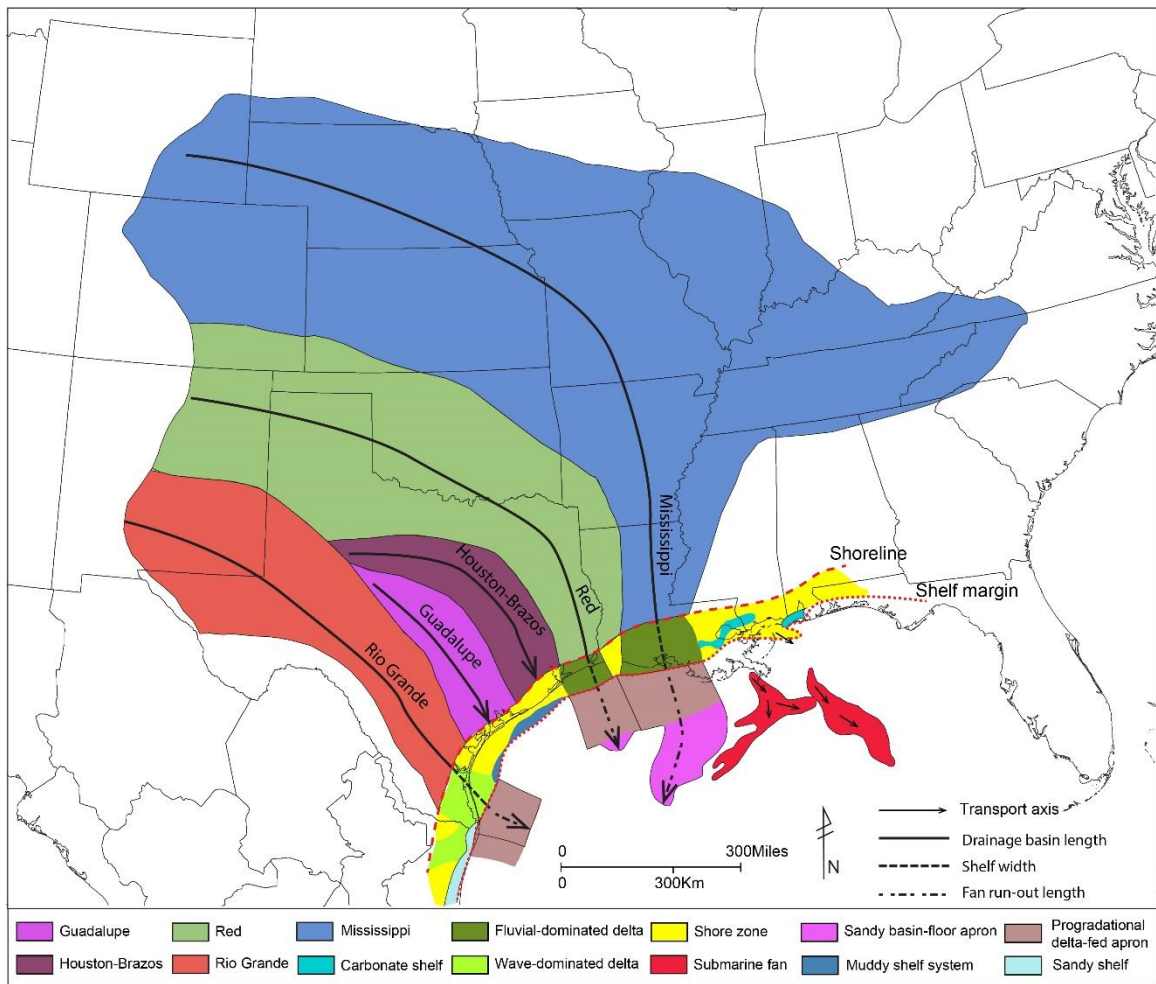 Mississippi
Shoreline
Shelf margin
Houston-Brazos
Red
Guadalupe
Rio Grande
0 300Miles
0 300Km
N
Transport axis
Drainage basin length
Shelf width
Fan run-out length
Guadalupe
Red
Mississippi
Fluvial-dominated delta
Shore zone
Sandy basin-floor apron
Progradational
delta-fed apron
Houston-Brazos
Rio Grande
Carbonate shelf
Wave-dominated delta
Submarine fan
Muddy shelf system
Sandy shelf